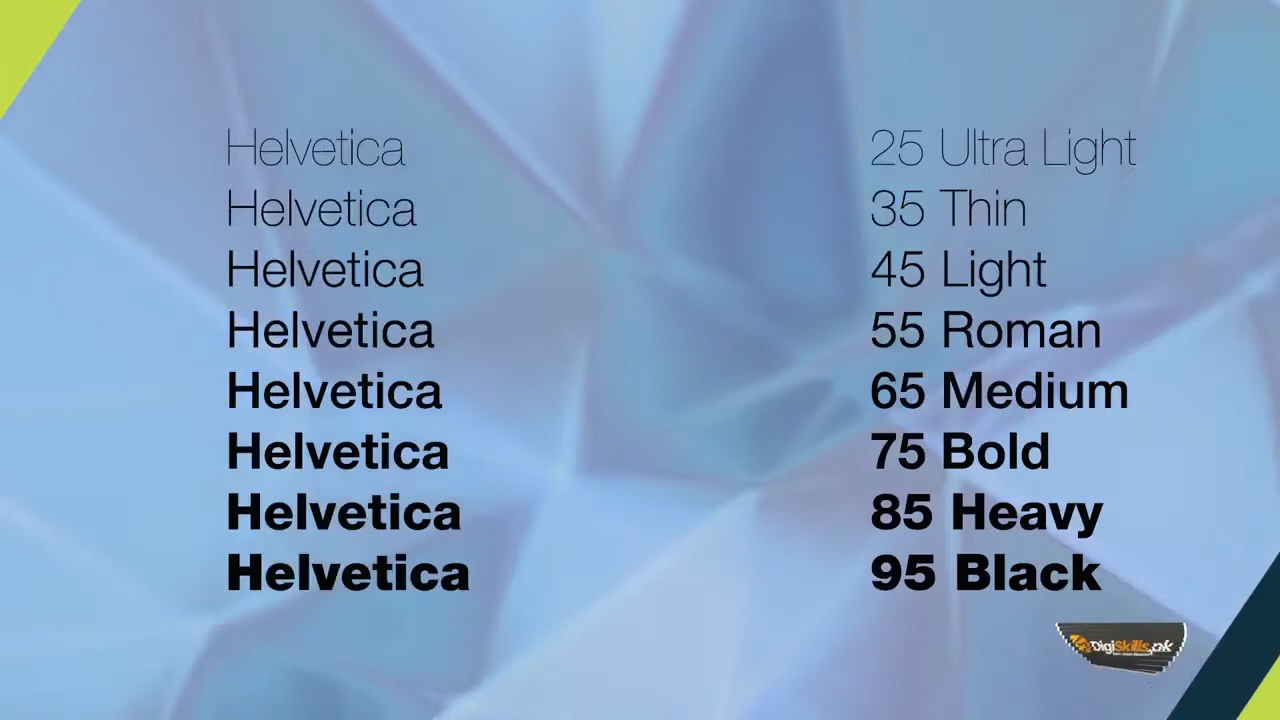 Helvetica 25 Ultra Light
Helvetica 35 Thin
Helvetica 45 Light
Helvetica 55 Roman
Helvetica 65 Medium
Helvetica 75 Bold
Helvetica 85 Heavy
Helvetica 95 Black
DigiSkills.pk